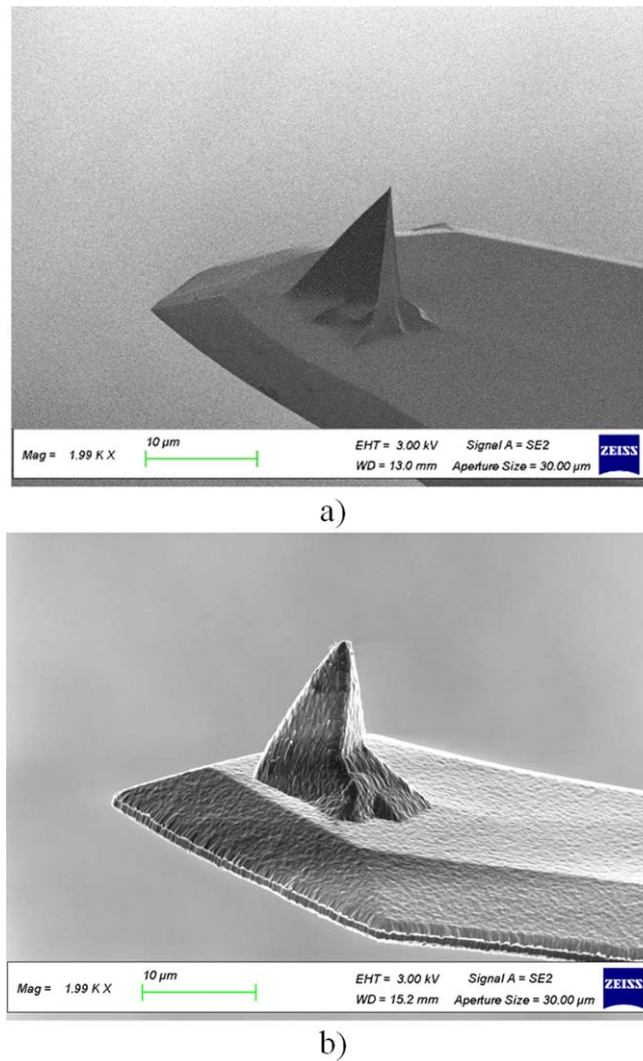 10 µm
EHT = 3.00 kV Signal A = SE2
Mag = 1.99 K X
WD = 13.0 mm Aperture Size = 30.00 µm
ZEISS
a)
10 µm
EHT = 3.00 kV Signal A = SE2
Mag = 1.99 K X
WD = 15.2 mm Aperture Size = 30.00 µm
ZEISS
b)